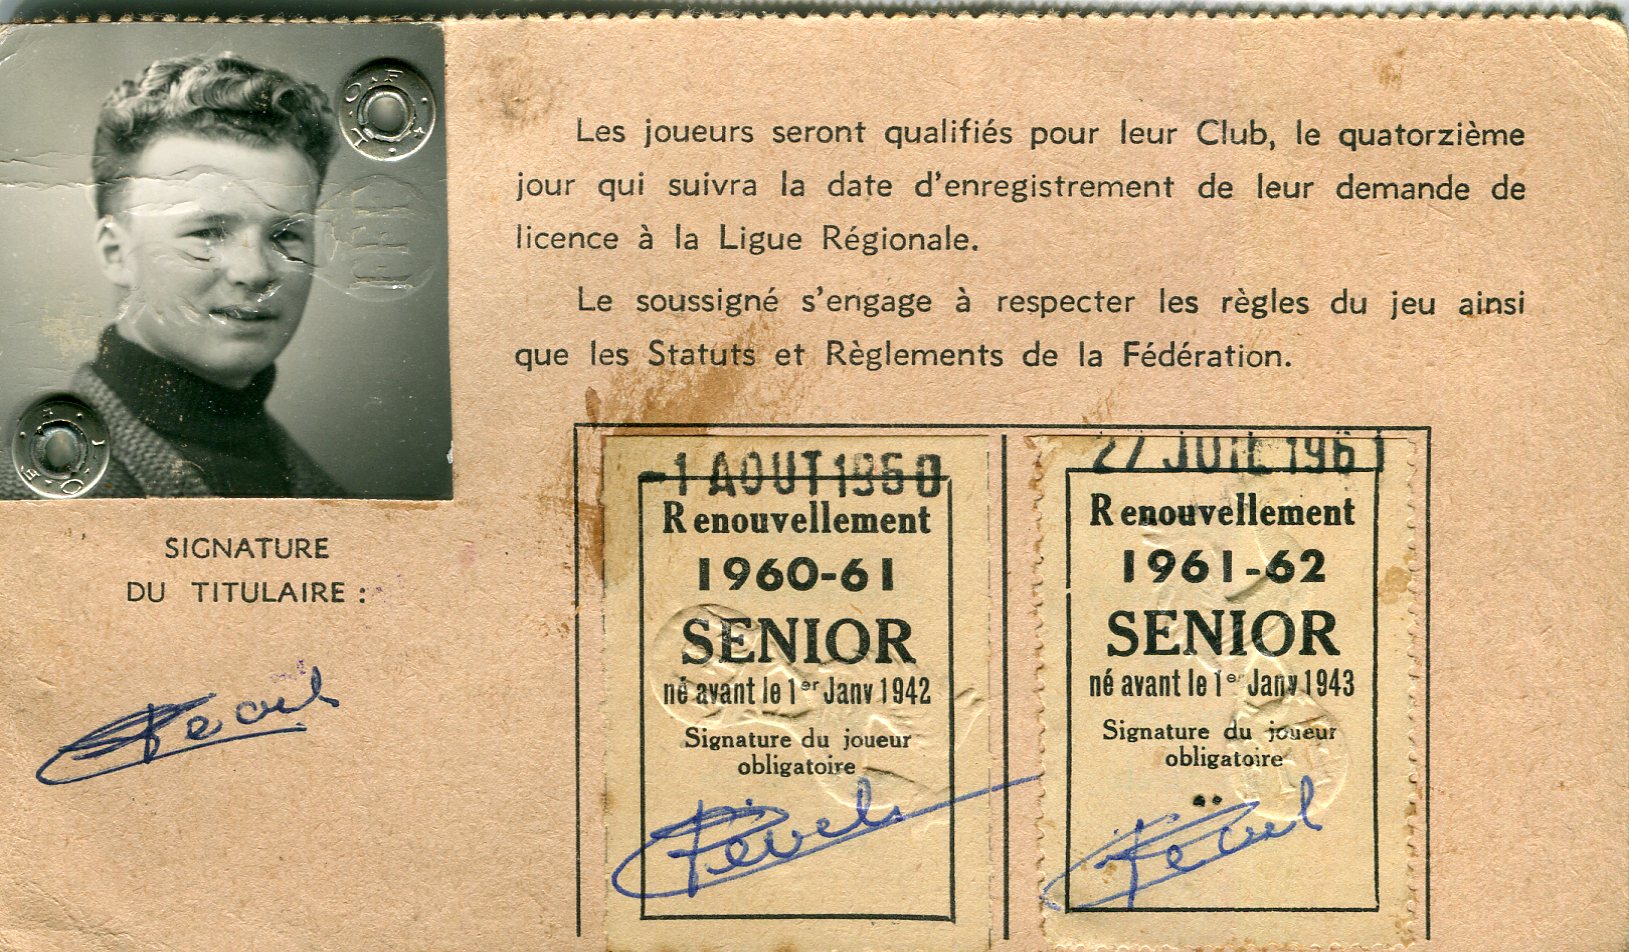 Les joueurs seront qualifiés pour leur Club, le quatorzième
jour qui suivra la date d'enregistrement de leur demande de
licence à la Ligue Régionale.
Le soussigné s'engage à respecter les règles du jeu ainsi
que les Statuts et Règlements de la Fédération.
SIGNATURE
DU TITULAIRE :
-1 AOUT 1960
Renouvellement
1960-61
SENIOR
né avant le 1er Janv 1942
Signature du joueur
obligatoire
27 JUIL 1961
Renouvellement
1961-62
SENIOR
né avant le 1er Janv 1943
Signature du joueur
obligatoire